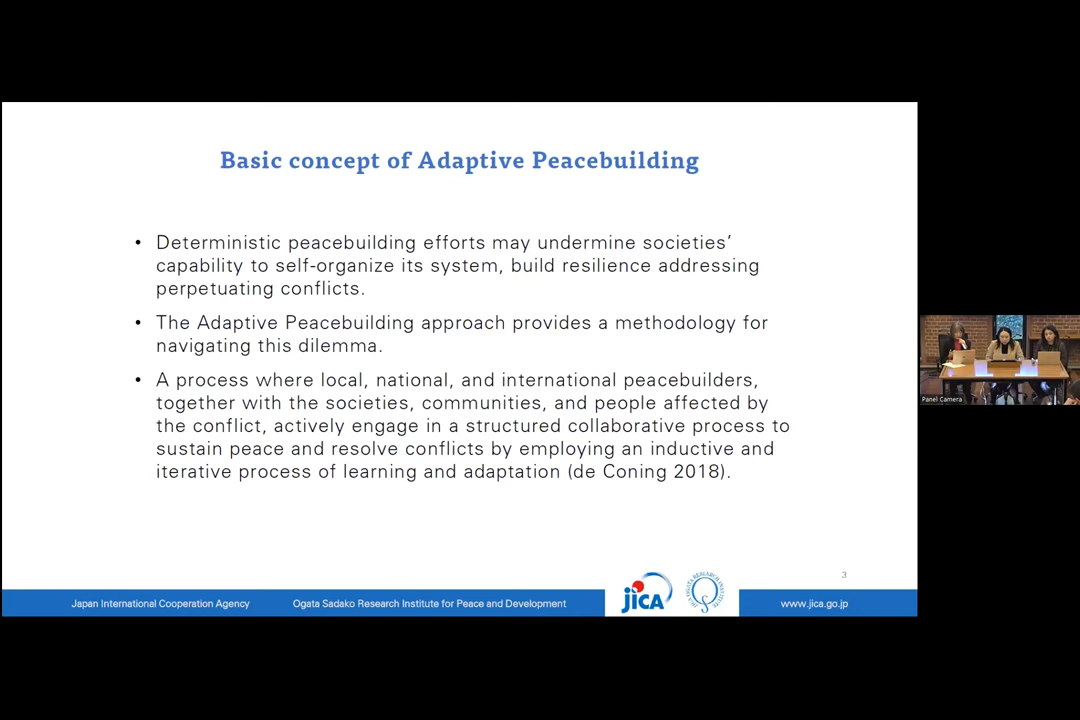 Basic concept of Adaptive Peacebuilding
• Deterministic peacebuilding efforts may undermine societies’
capability to self-organize its system, build resilience addressing
perpetuating conflicts.
• The Adaptive Peacebuilding approach provides a methodology for
navigating this dilemma.
• A process where local, national, and international peacebuilders,
together with the societies, communities, and people affected by
the conflict, actively engage in a structured collaborative process to
sustain peace and resolve conflicts by employing an inductive and
iterative process of learning and adaptation (de Coning 2018).
3
Japan International Cooperation Agency
Ogata Sadako Research Institute for Peace and Development
JICA
JICA OGATA RESEARCH INSTITUTE
www.jica.go.jp
Panel Camera